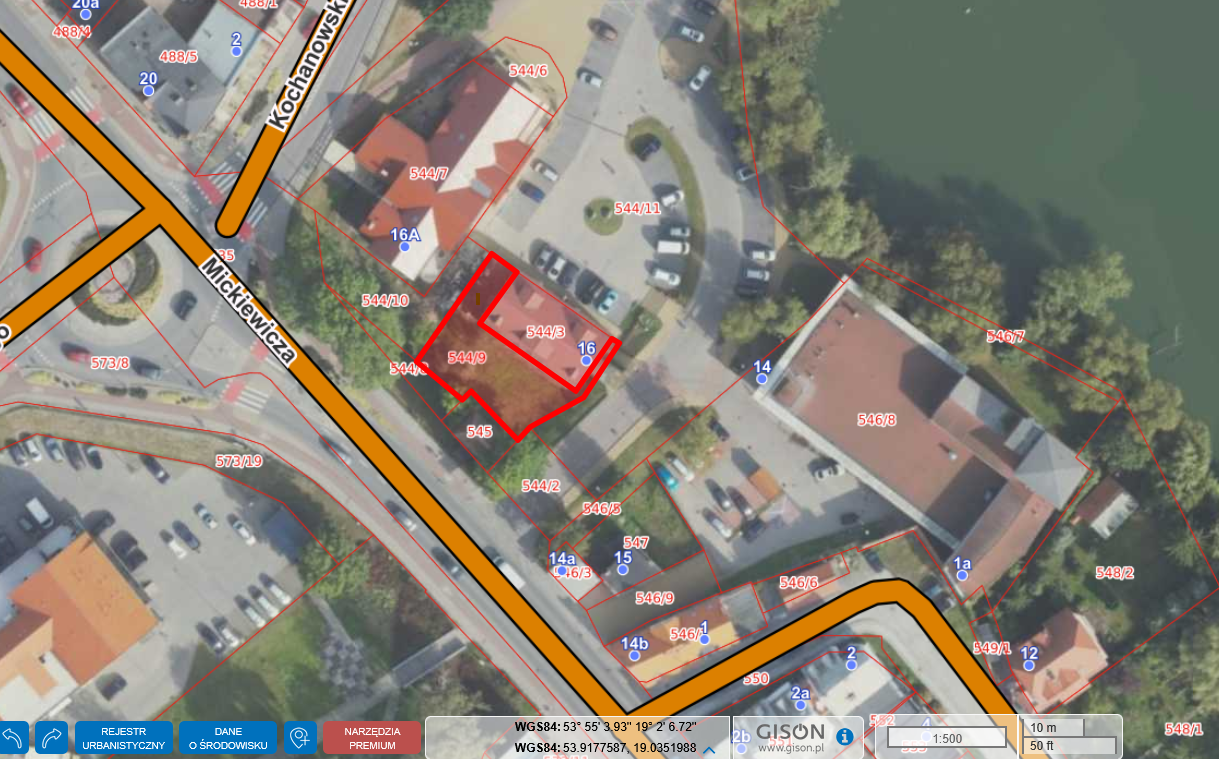 20a
488/1
488/4
2
488/5
20
Kochanowski
544/6
544/7
544/11
16A
35
Mickiewicza
544/10
544/3
16
544/9
573/8
545
573/19
544/2
546/5
547
14a
15
546/3
546/9
14
546/7
546/8
1a
548/2
546/6
1
14b
2
549/1
12
550
2a
4
548/1
2b
REJESTR
URBANISTYCZNY
DANE
O ŚRODOWISKU
NARZĘDZIA
PREMIUM
WGS84: 53° 55' 3.93" 19° 2' 6.72"
WGS84: 53.9177587, 19.0351988
GISON
www.gison.pl
1:500
10 m
50 ft